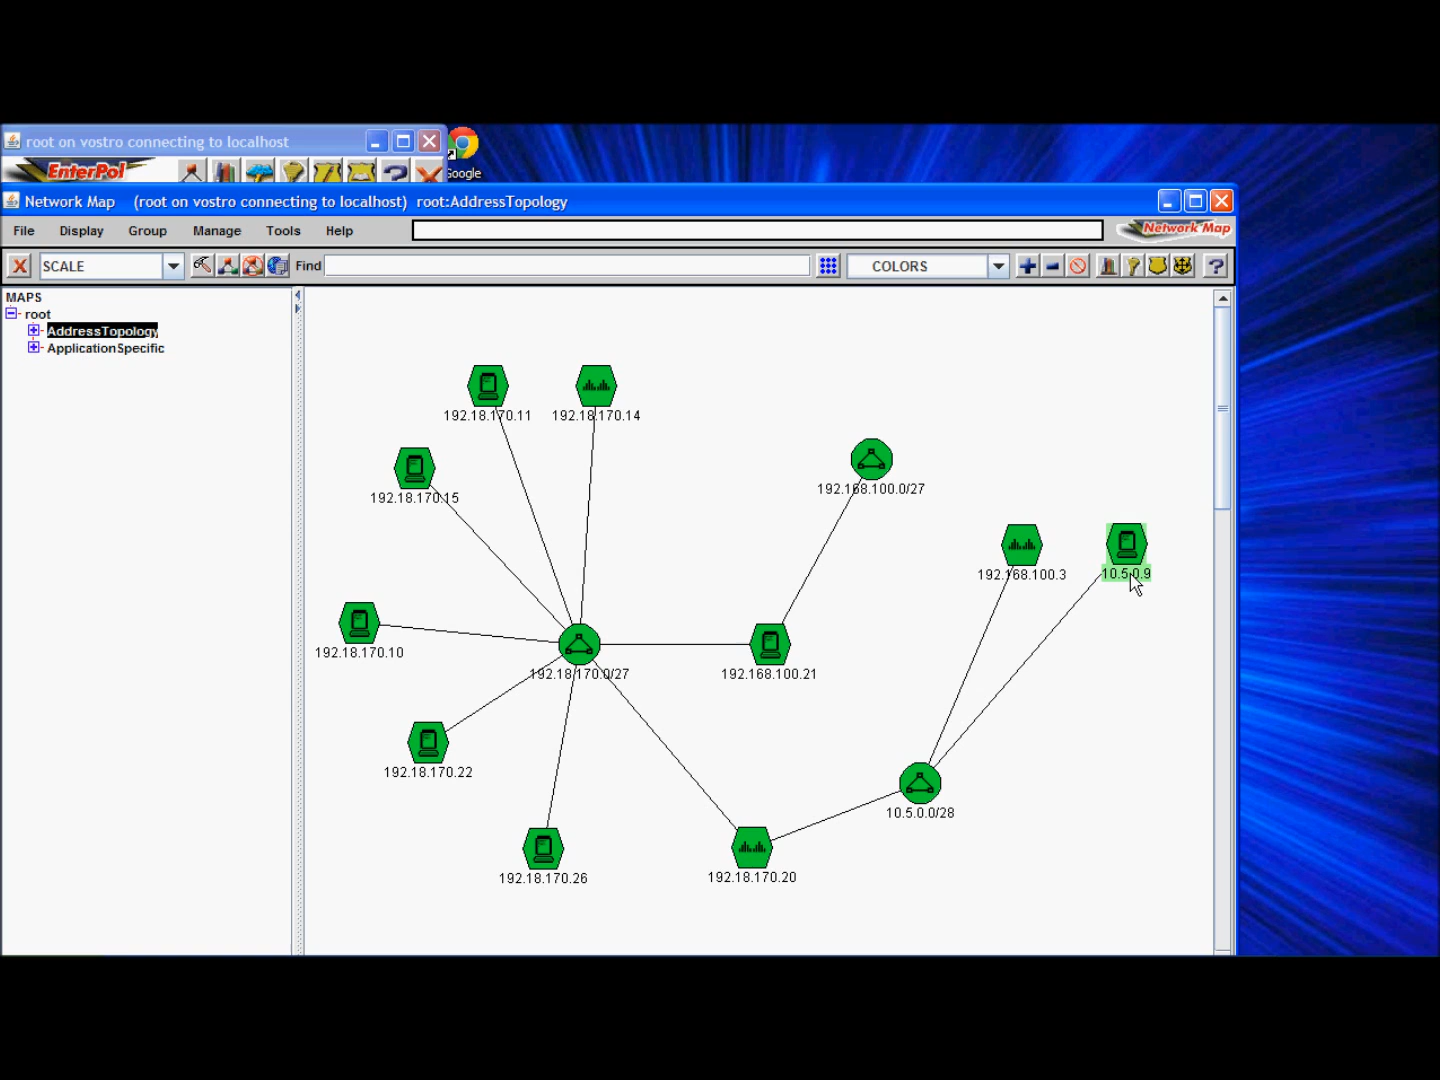 root on vostro connecting to localhost
EnterPol
Google
Network Map (root on vostro connecting to localhost) root:AddressTopology
File Display Group Manage Tools Help
Network Map
SCALE
Find
COLORS
MAPS
root
AddressTopology
ApplicationSpecific
192.18.170.11
192.18.170.14
192.18.170.15
192.168.100.0/27
192.168.100.3
10.5.0.9
192.18.170.10
192.18.170.0/27
192.168.100.21
192.18.170.22
10.5.0.0/28
192.18.170.26
192.18.170.20